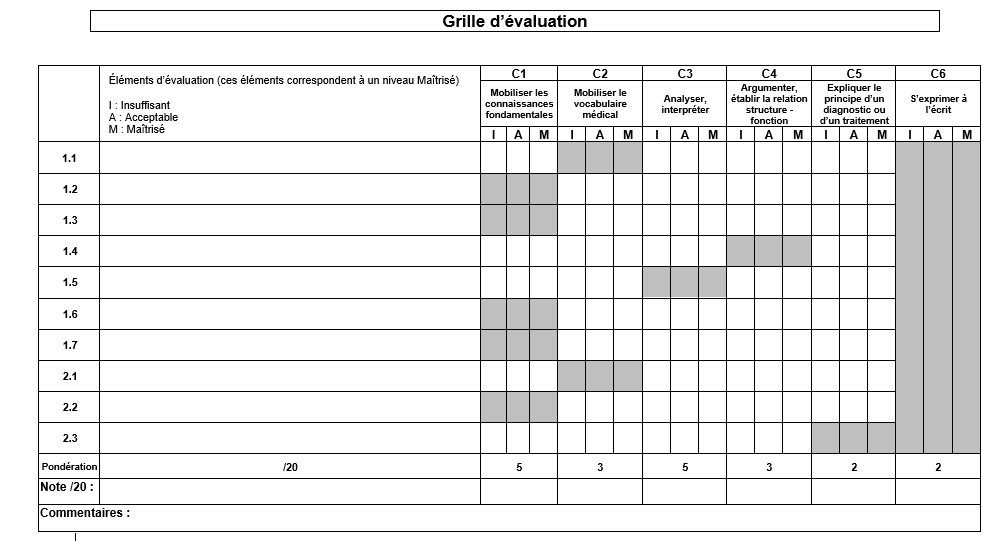 Grille d’évaluation
Éléments d’évaluation (ces éléments correspondent à un niveau Maîtrisé)
I : Insuffisant
A : Acceptable
M : Maîtrisé
C1 C2 C3 C4 C5 C6
Mobiliser les
connaissances
fondamentales
Mobiliser le
vocabulaire
médical
Analyser,
interpréter
Argumenter,
établir la relation
structure -
fonction
Expliquer le
principe d’un
diagnostic ou
d’un traitement
S’exprimer à
l’écrit
I A M I A M I A M I A M I A M I A M
1.1
1.2
1.3
1.4
1.5
1.6
1.7
2.1
2.2
2.3
Pondération /20 5 3 5 3 2 2
Note /20 :
Commentaires :